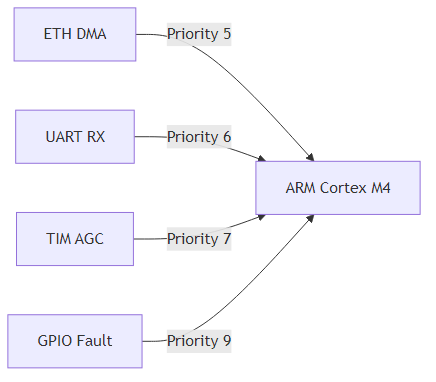 ETH DMA
Priority 5
UART RX
Priority 6
ARM Cortex M4
TIM AGC
Priority 7
GPIO Fault
Priority 9